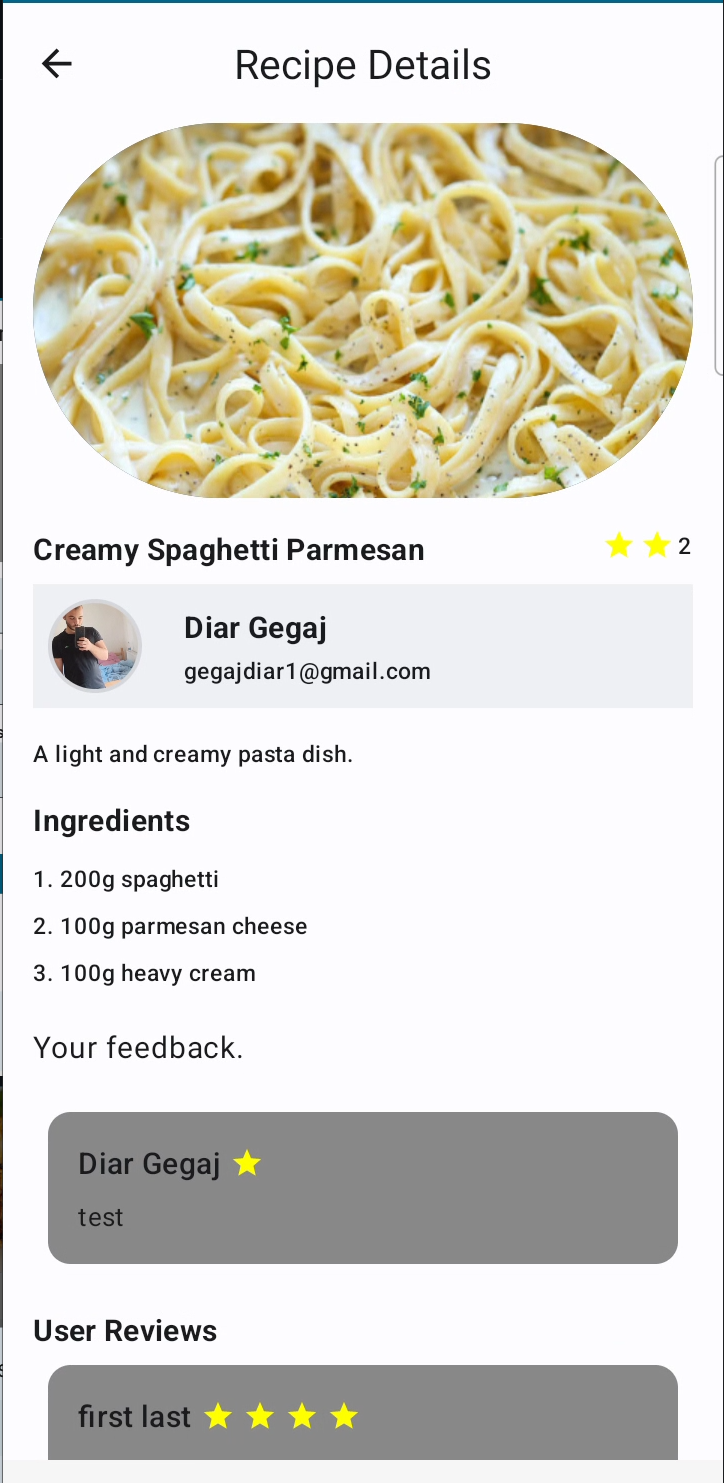 Recipe Details
Creamy Spaghetti Parmesan
2
Diar Gegaj
gegajdiar1@gmail.com
A light and creamy pasta dish.
Ingredients
1. 200g spaghetti
2. 100g parmesan cheese
3. 100g heavy cream
Your feedback.
Diar Gegaj
test
User Reviews
first last